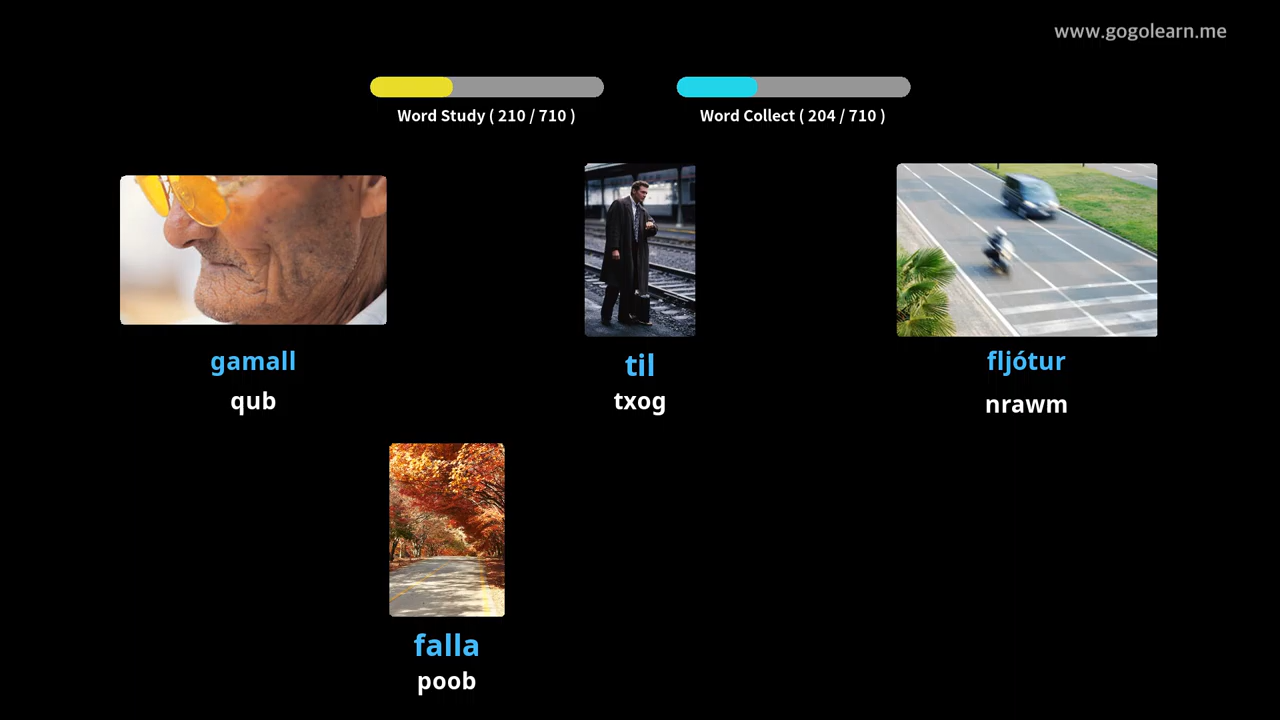 www.gogolearn.me
Word Study ( 210 / 710 )
Word Collect ( 204 / 710 )
gamall
qub
til
txog
fljótur
nrawm
falla
poob